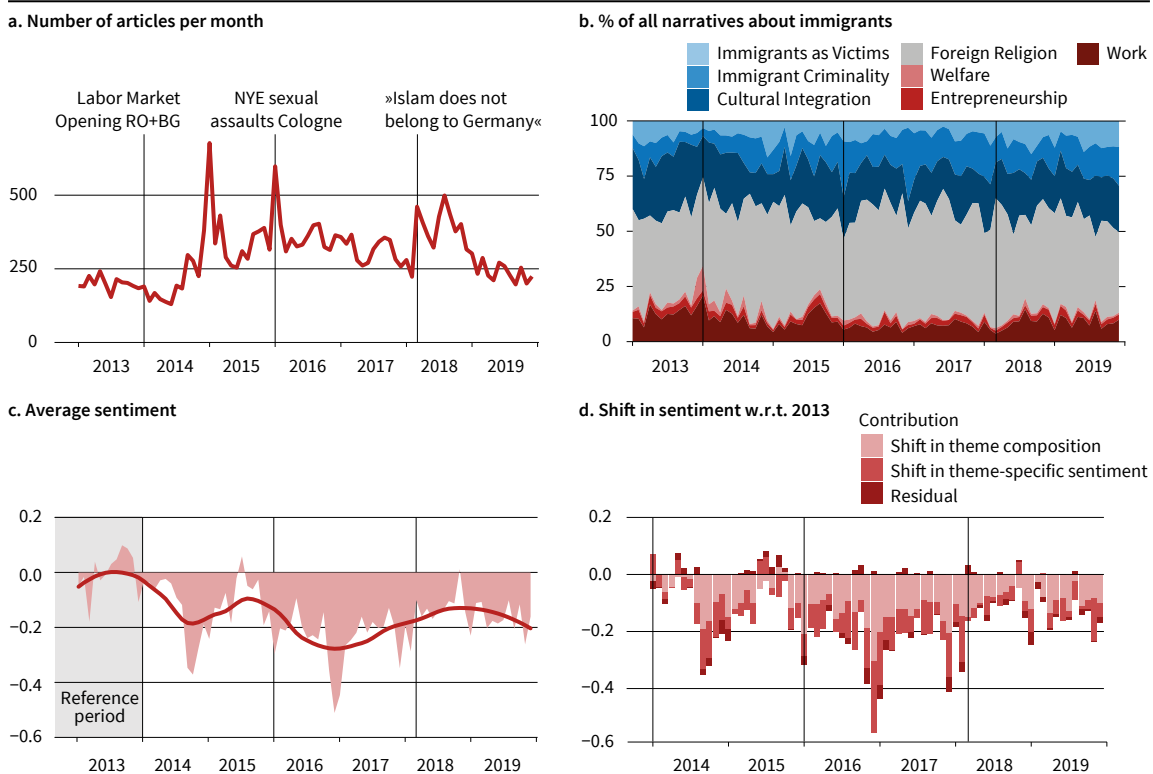 a. Number of articles per month
Labor Market
Opening RO+BG
NYE sexual
assaults Cologne
»Islam does not
belong to Germany«
500
250
0
2013 2014 2015 2016 2017 2018 2019
b. % of all narratives about immigrants
Immigrants as Victims
Immigrant Criminality
Cultural Integration
Foreign Religion
Welfare
Entrepreneurship
Work
100
75
50
25
0
2013 2014 2015 2016 2017 2018 2019
c. Average sentiment
0.2
0.0
−0.2
−0.4
−0.6
Reference
period
2013 2014 2015 2016 2017 2018 2019
d. Shift in sentiment w.r.t. 2013
Contribution
Shift in theme composition
Shift in theme-specific sentiment
Residual
0.2
0.0
−0.2
−0.4
−0.6
2014 2015 2016 2017 2018 2019